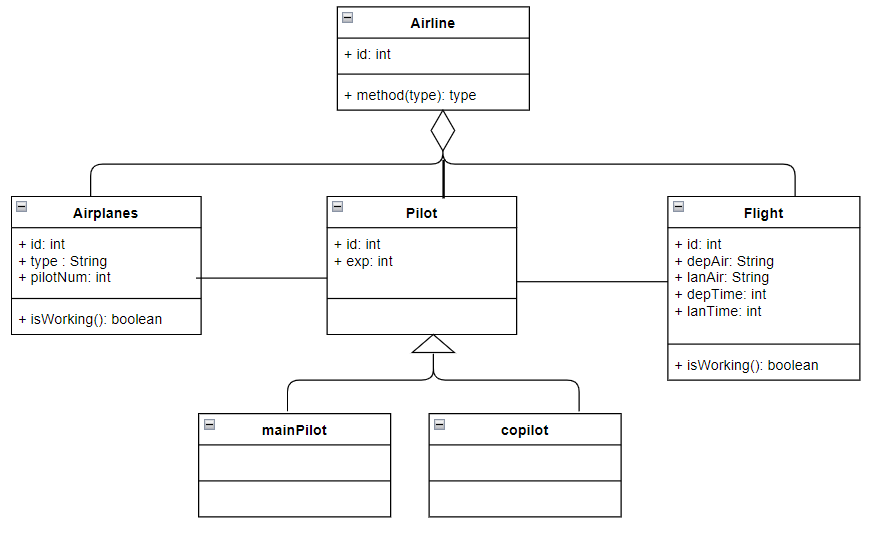 Airline
+ id: int
+ method(type): type
Airplanes
+ id: int
+ type : String
+ pilotNum: int
+ isWorking(): boolean
Pilot
+ id: int
+ exp: int
Flight
+ id: int
+ depAir: String
+ lanAir: String
+ depTime: int
+ lanTime: int
+ isWorking(): boolean
mainPilot
copilot